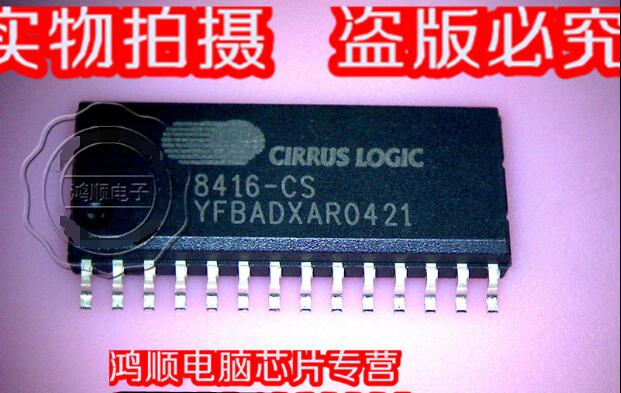 实物拍摄 盗版必究
CIRRUS LOGIC
8416-CS
YFBADXAR0421
鸿顺电子
鸿顺电脑芯片专营